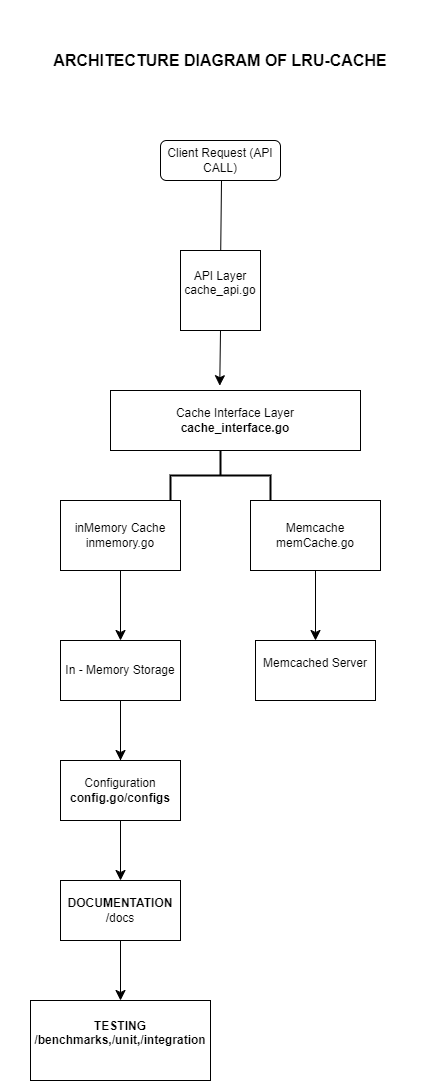 ARCHITECTURE DIAGRAM OF LRU-CACHE
Client Request (API
CALL)
API Layer
cache_api.go
Cache Interface Layer
cache_interface.go
inMemory Cache
inmemory.go
Memcache
memCache.go
In - Memory Storage
Memcached Server
Configuration
config.go/configs
DOCUMENTATION
/docs
TESTING
/benchmarks,/unit,/integration